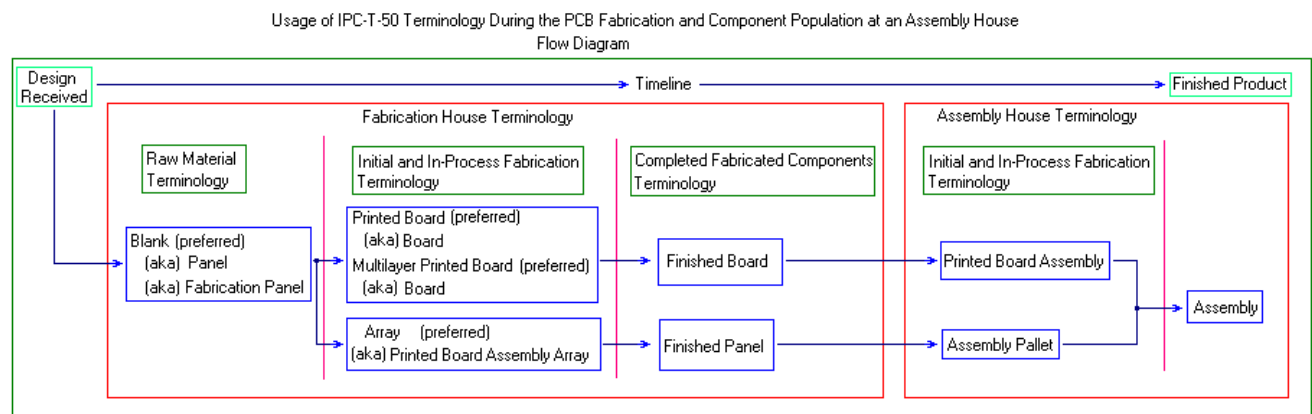 Usage of IPC-T-50 Terminology During the PCB Fabrication and Component Population at an Assembly House
Flow Diagram
Design
Received
Timeline
Finished Product
Fabrication House Terminology
Assembly House Terminology
Raw Material
Terminology
Initial and In-Process Fabrication
Terminology
Completed Fabricated Components
Terminology
Initial and In-Process Fabrication
Terminology
Blank (preferred)
(aka) Panel
(aka) Fabrication Panel
Printed Board (preferred)
(aka) Board
Multilayer Printed Board (preferred)
(aka) Board
Finished Board
Printed Board Assembly
Assembly
Array (preferred)
(aka) Printed Board Assembly Array
Finished Panel
Assembly Pallet